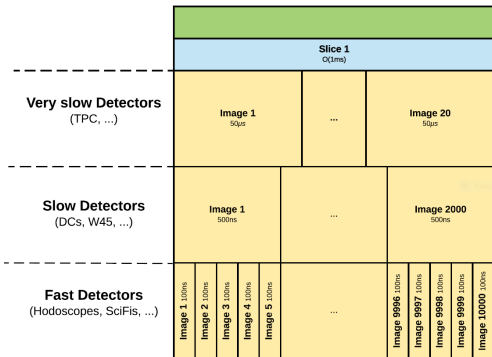 Slice 1
O(1ms)
Very slow Detectors
(TPC, ...)
Image 1
50µs
...
Image 20
50µs
Slow Detectors
(DCs, W45, ...)
Image 1
500ns
...
Image 2000
500ns
Fast Detectors
(Hodoscopes, SciFis, ...)
Image 1 100ns
Image 2 100ns
Image 3 100ns
Image 4 100ns
Image 5 100ns
...
Image 9996 100ns
Image 9997 100ns
Image 9998 100ns
Image 9999 100ns
Image 10000 100ns